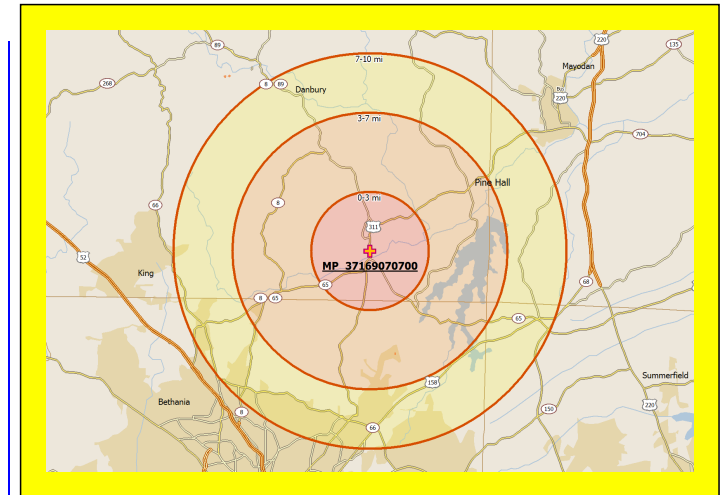 220
89
135
7-10 mi
Mayodan
268
8 89
Danbury
220
3-7 mi
704
Pine Hall
0-3 mi
8
66
311
52
MP 37169070700
King
68
65
8 65
65
Summerfield
158
Bethania
220
8
150
66